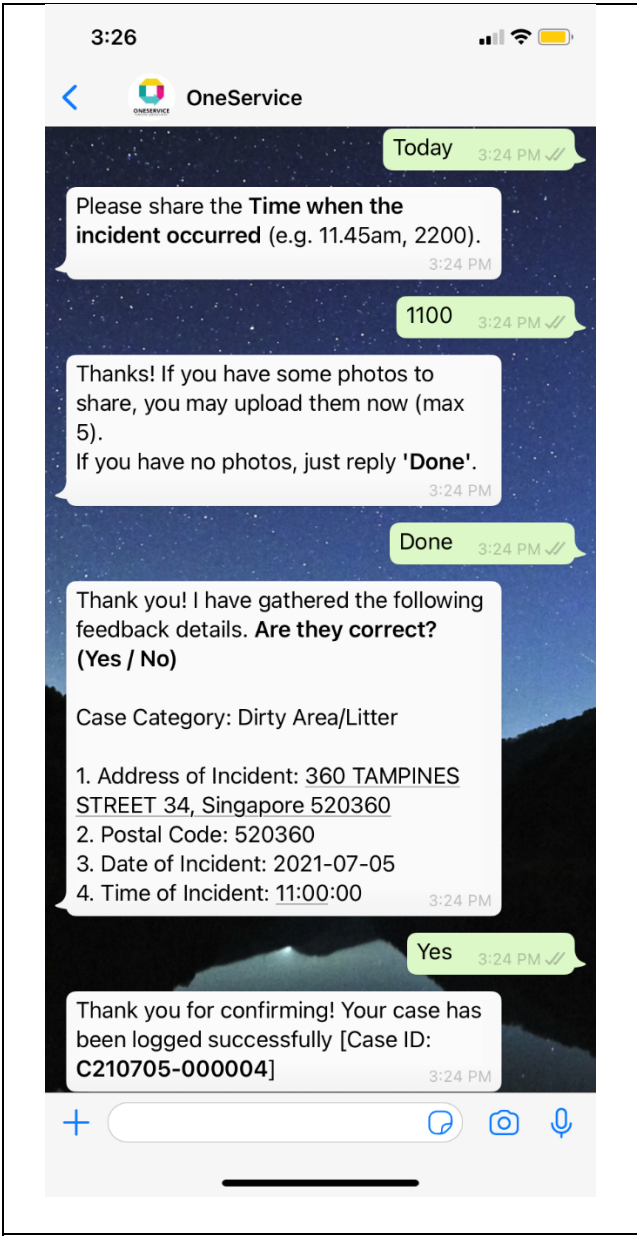 3:26
ONESERVICE
OneService
Today 3:24 PM
Please share the Time when the
incident occurred (e.g. 11.45am, 2200).
3:24 PM
1100 3:24 PM
Thanks! If you have some photos to
share, you may upload them now (max
5).
If you have no photos, just reply 'Done'.
3:24 PM
Done 3:24 PM
Thank you! I have gathered the following
feedback details. Are they correct?
(Yes / No)
Case Category: Dirty Area/Litter
1. Address of Incident: 360 TAMPINES
STREET 34, Singapore 520360
2. Postal Code: 520360
3. Date of Incident: 2021-07-05
4. Time of Incident: 11:00:00
3:24 PM
Yes 3:24 PM
Thank you for confirming! Your case has
been logged successfully [Case ID:
C210705-000004]
3:24 PM